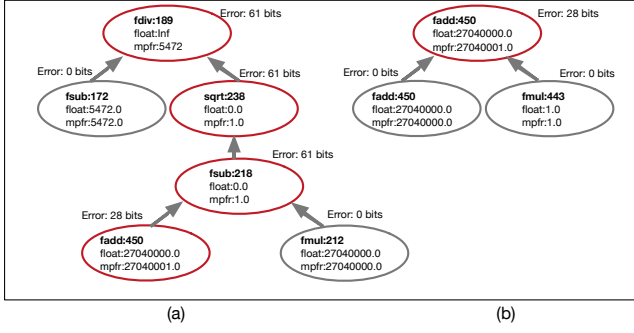 fdiv:189
float:Inf
mpfr:5472
Error: 61 bits
Error: 0 bits
fsub:172
float:5472.0
mpfr:5472.0
Error: 61 bits
sqrt:238
float:0.0
mpfr:1.0
Error: 61 bits
fsub:218
float:0.0
mpfr:1.0
Error: 28 bits
fadd:450
float:27040000.0
mpfr:27040001.0
Error: 0 bits
fmul:212
float:27040000.0
mpfr:27040000.0
(a)
Error: 28 bits
fadd:450
float:27040000.0
mpfr:27040001.0
Error: 0 bits
fadd:450
float:27040000.0
mpfr:27040000.0
Error: 0 bits
fmul:443
float:1.0
mpfr:1.0
(b)